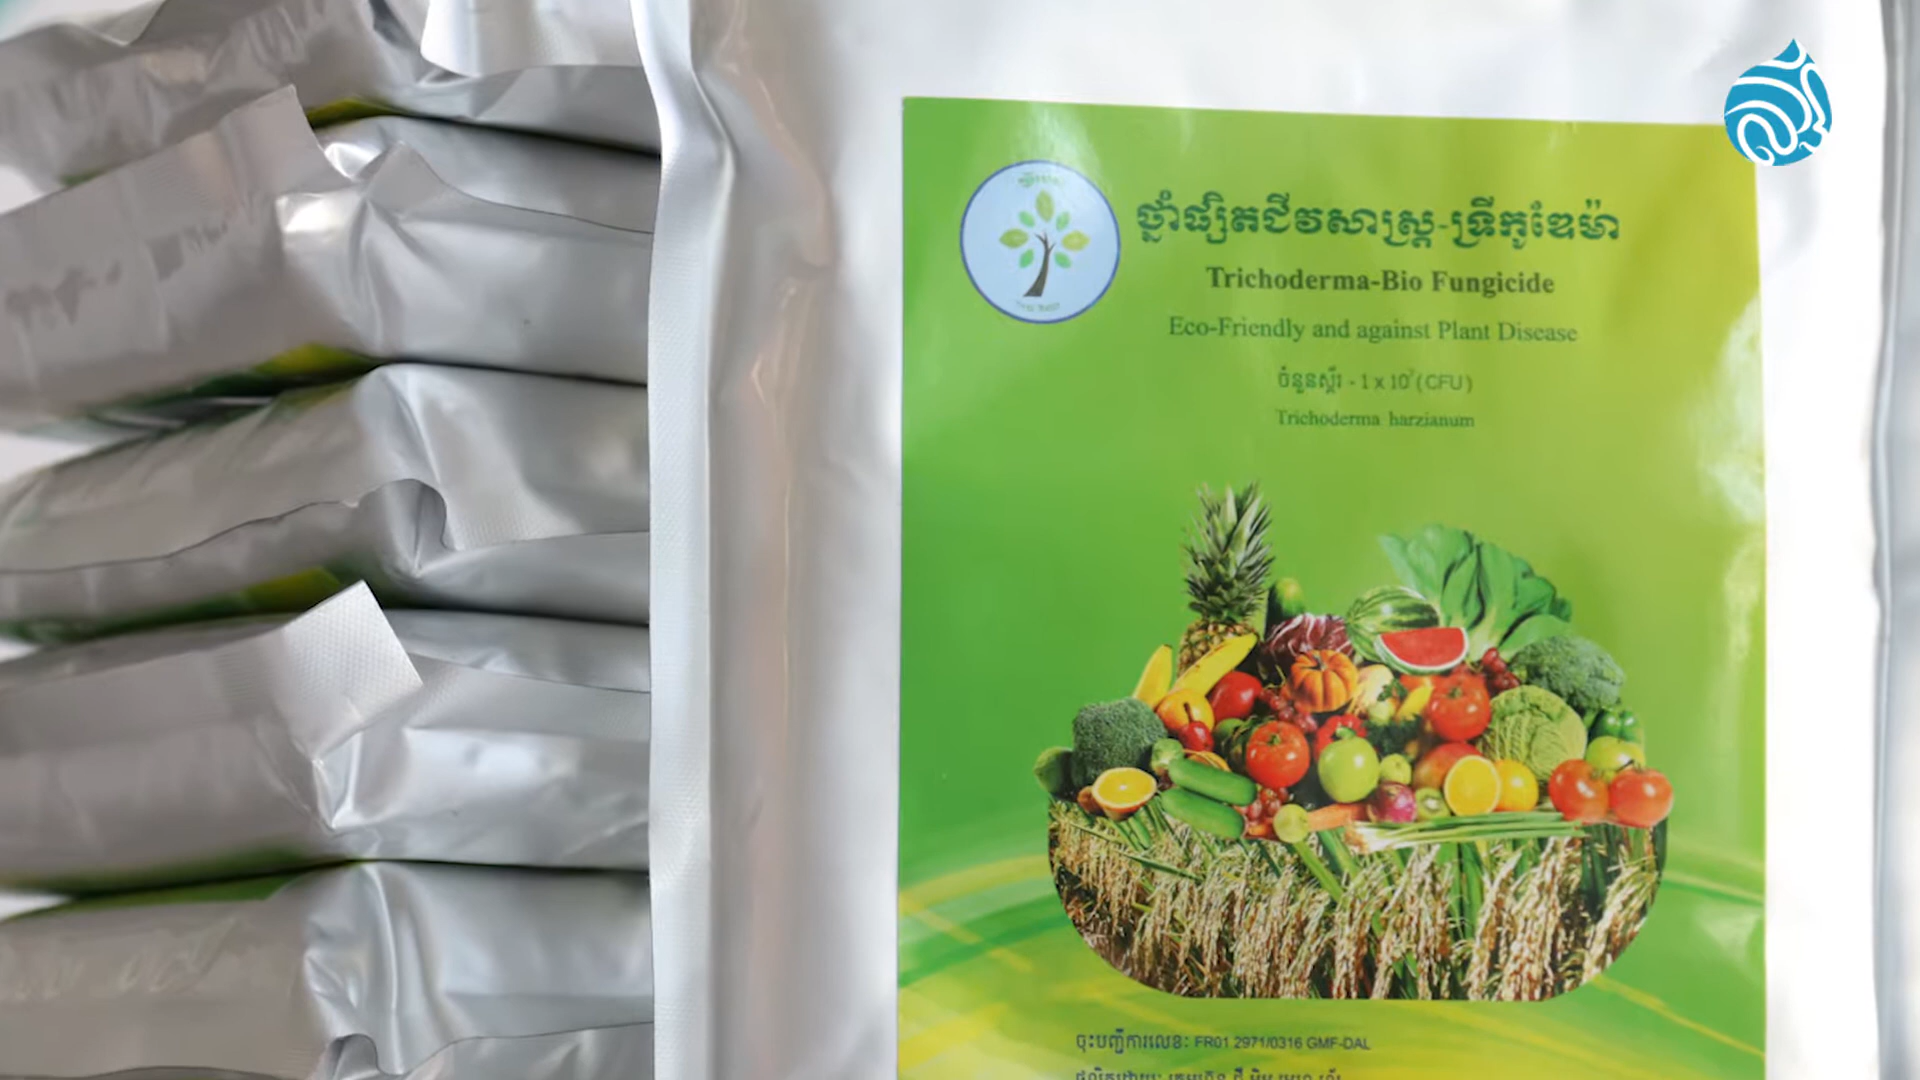 ថ្នាំផ្សិតជីវសាស្ត្រ-ទ្រីកូឌែម៉ា
Trichoderma-Bio Fungicide
Eco-Friendly and against Plant Disease
ចំនួនស្ព័រ - 1 x 10⁷ (CFU)
Trichoderma harzianum
ចុះបញ្ជីការលេខ: FR01 2971/0316 GMF-DAL